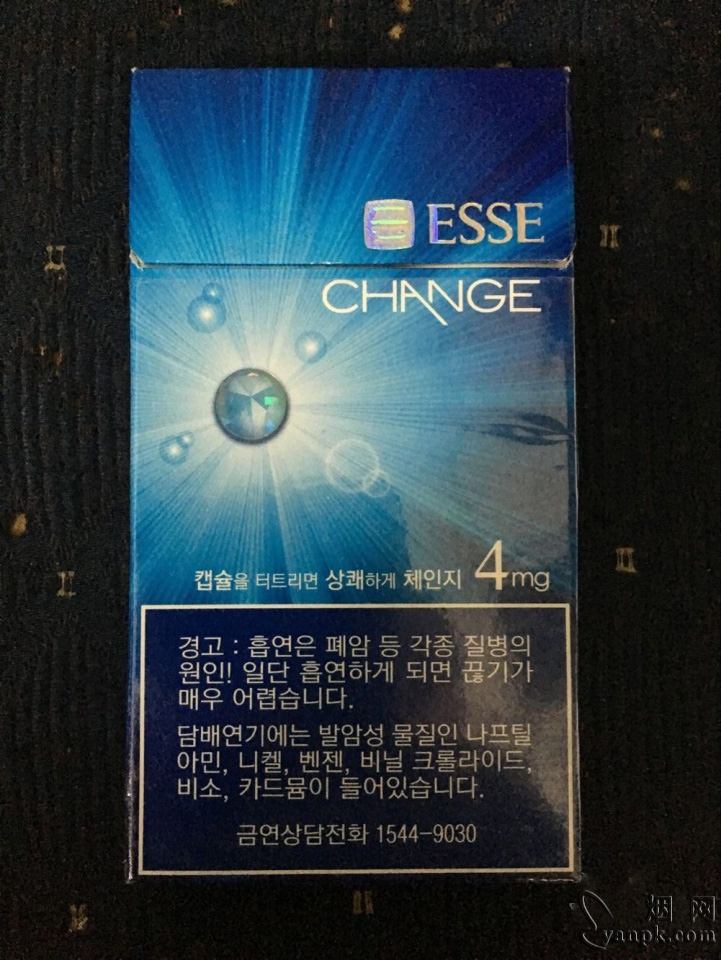 ESSE
CHANGE
캡슐을 터트리면 상쾌하게 체인지 4mg
경고 : 흡연은 폐암 등 각종 질병의
원인! 일단 흡연하게 되면 끊기가
매우 어렵습니다.
담배연기에는 발암성 물질인 나프틸
아민, 니켈, 벤젠, 비닐 크롤라이드,
비소, 카드뮴이 들어있습니다.
금연상담전화 1544-9030
烟网
yanpk.com